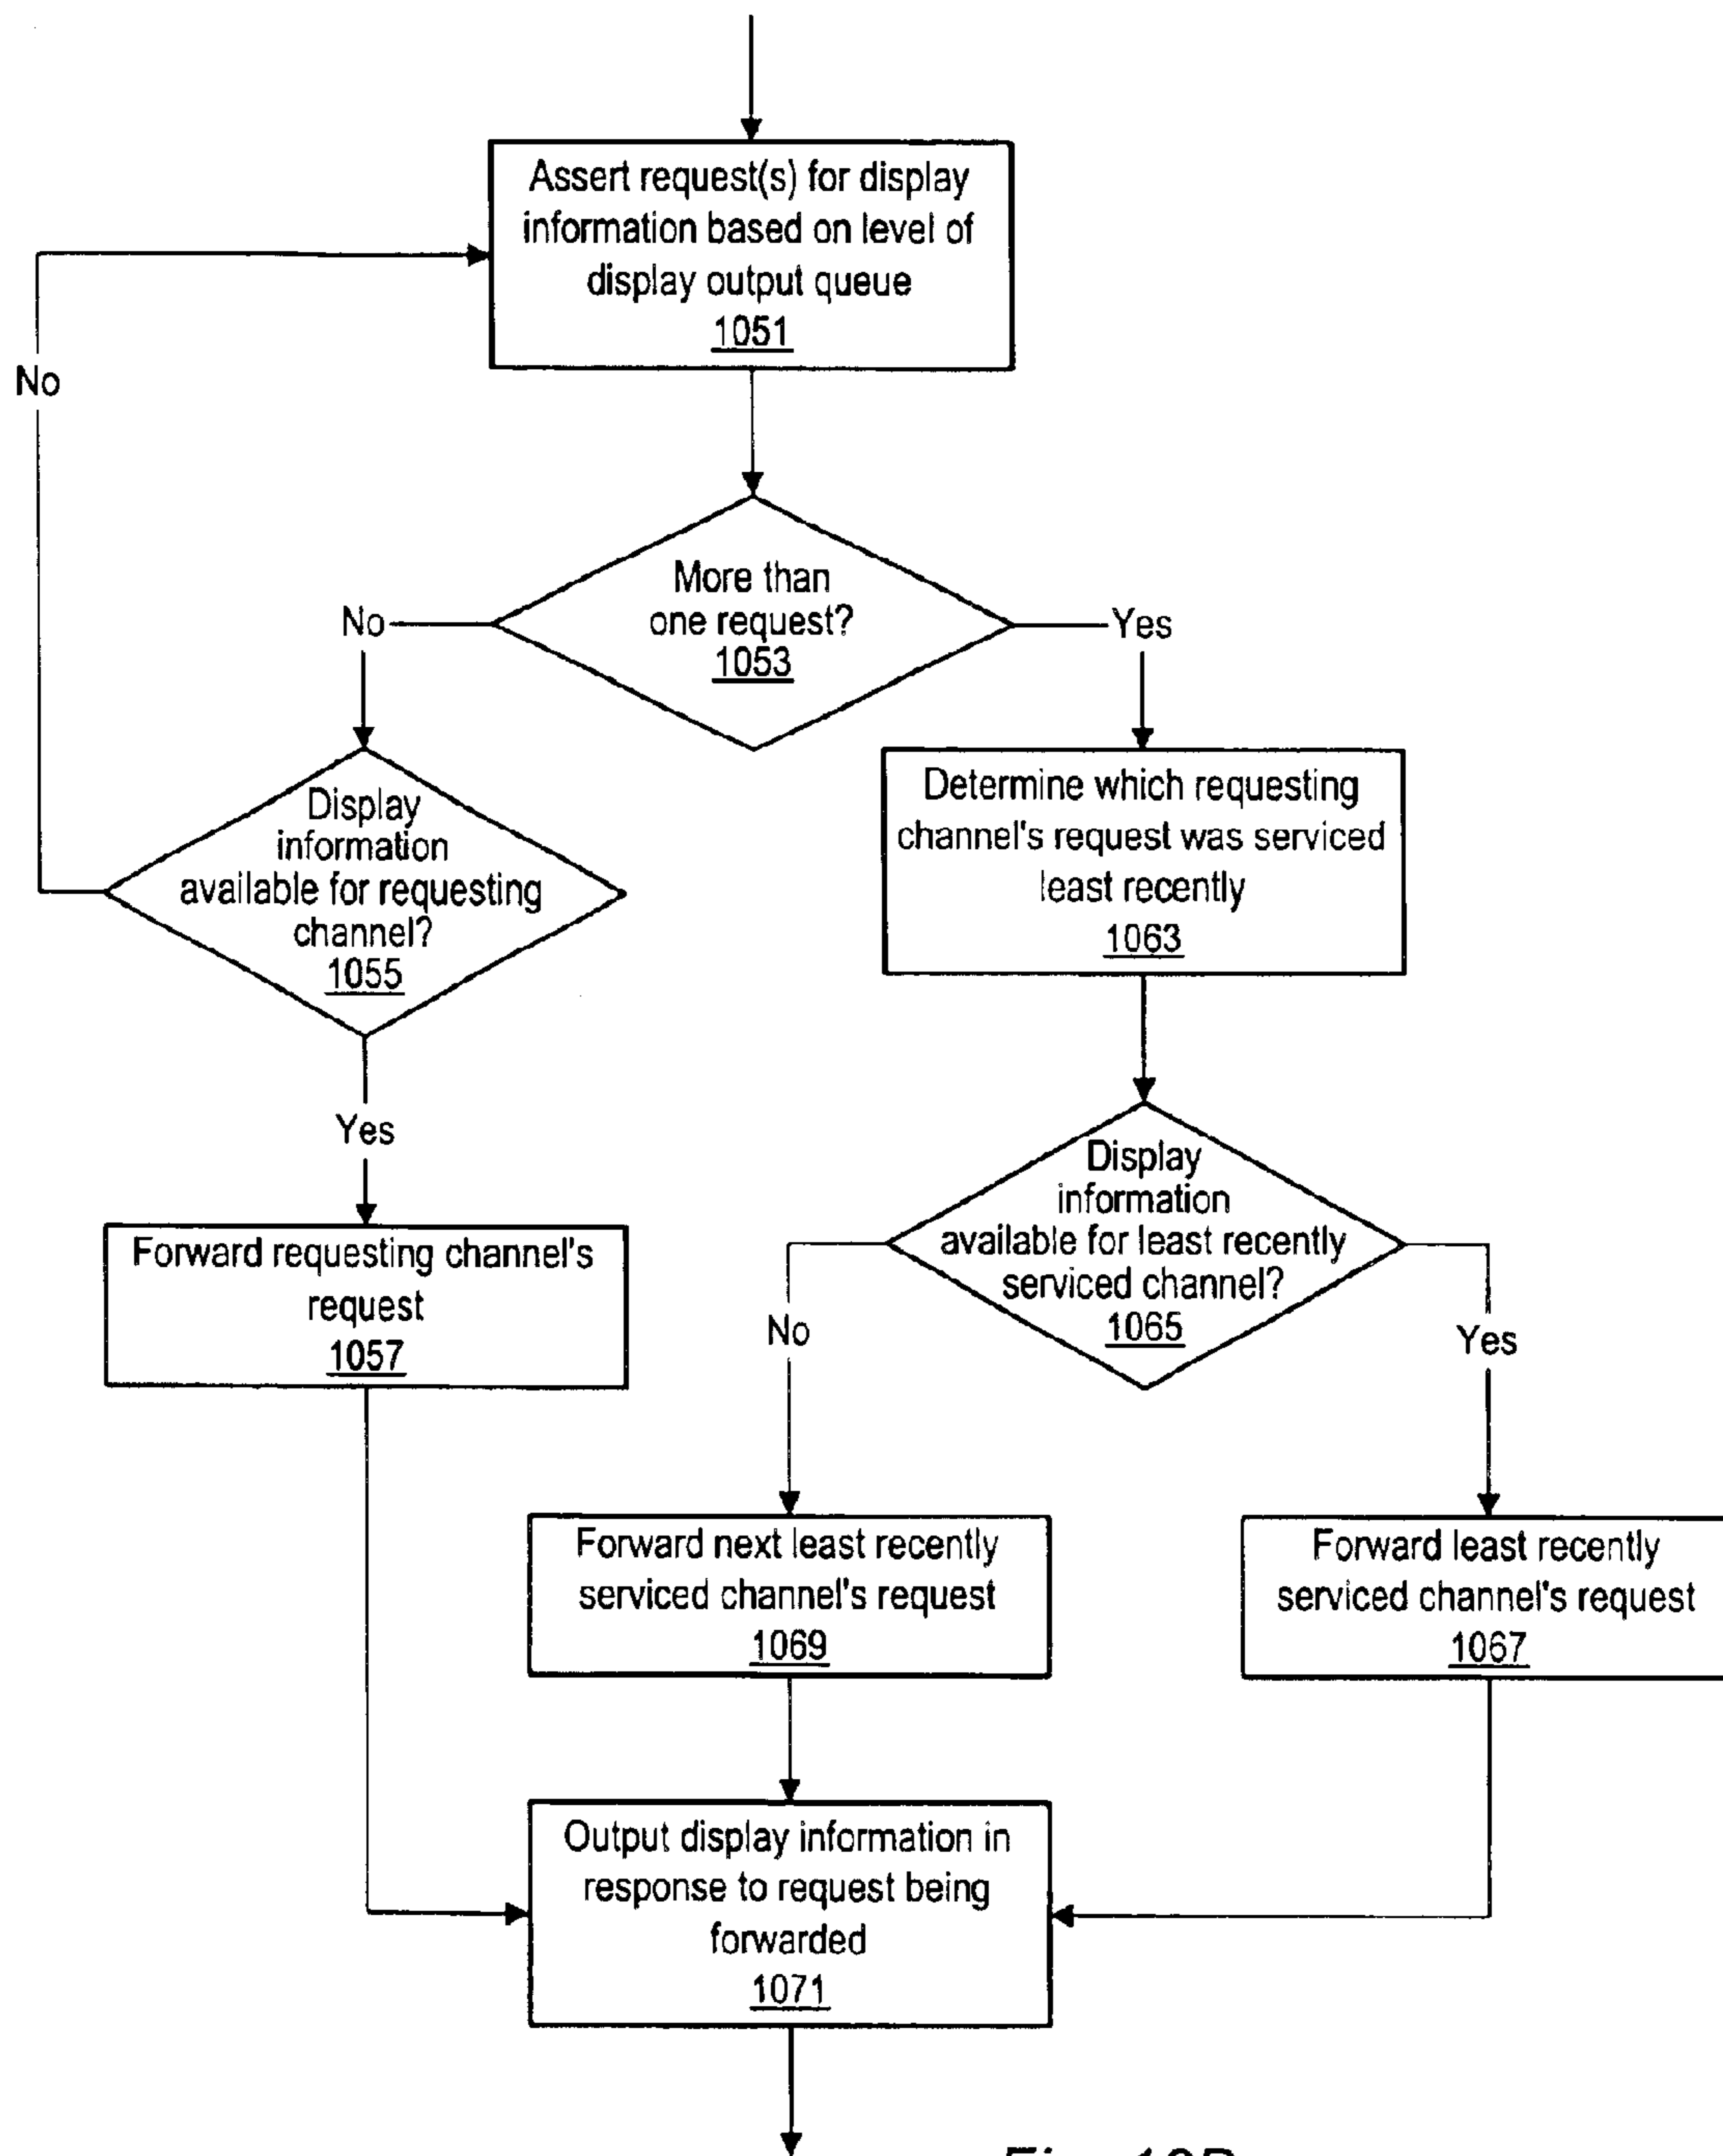 Assert request(s) for display
information based on level of
display output queue
1051
No
More than
one request?
1053
No
Yes
Display
information
available for requesting
channel?
1055
Determine which requesting
channel's request was serviced
least recently
1063
Yes
Display
information
available for least recently
serviced channel?
1065
Forward requesting channel's
request
1057
No
Yes
Forward next least recently
serviced channel's request
1069
Forward least recently
serviced channel's request
1067
Output display information in
response to request being
forwarded
1071